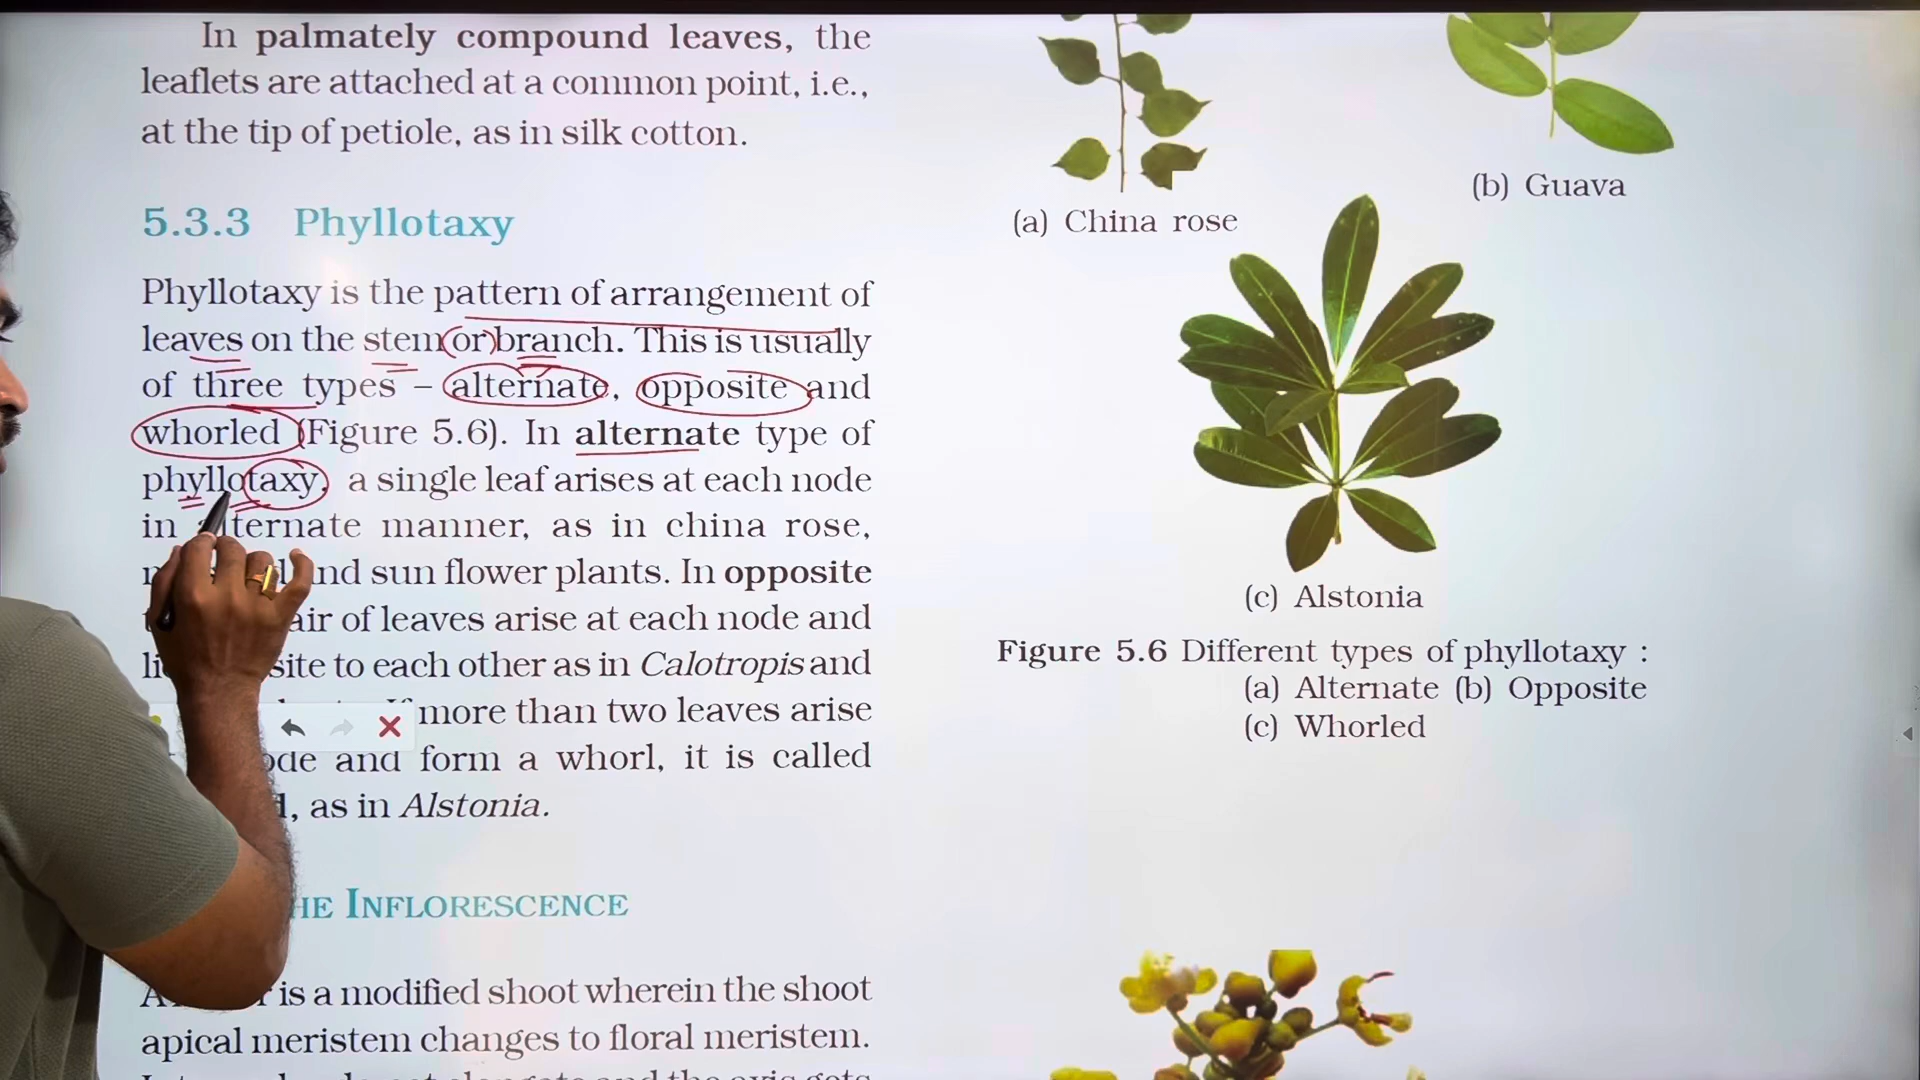 In palmately compound leaves, the
leaflets are attached at a common point, i.e.,
at the tip of petiole, as in silk cotton.
5.3.3 Phyllotaxy
Phyllotaxy is the pattern of arrangement of
leaves on the stem or branch. This is usually
of three types – alternate, opposite and
whorled (Figure 5.6). In alternate type of
phyllotaxy, a single leaf arises at each node
in alternate manner, as in china rose,
and sun flower plants. In opposite
of leaves arise at each node and
to each other as in Calotropis and
more than two leaves arise
and form a whorl, it is called
as in Alstonia.
INFLORESCENCE
is a modified shoot wherein the shoot
apical meristem changes to floral meristem.
and the axis gets
(a) China rose
(b) Guava
(c) Alstonia
Figure 5.6 Different types of phyllotaxy :
(a) Alternate (b) Opposite
(c) Whorled